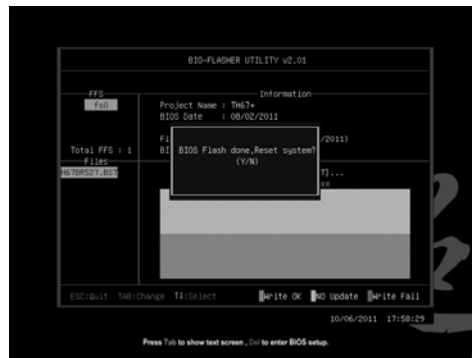 BIO-FLASHER UTILITY v2.01
FFS
Information
fs0
Project Name : TH67+
BIOS Date : 08/02/2011
/2011)
Total FFS : 1
BIOS Flash done,Reset system?
(Y/N)
Files
H67BR527.BST
T]...
ESC:Quit TAB:Change ↑↓:Select Write OK NO Update Write Fail
10/06/2011 17:58:29
Press Tab to show text screen , Del to enter BIOS setup.